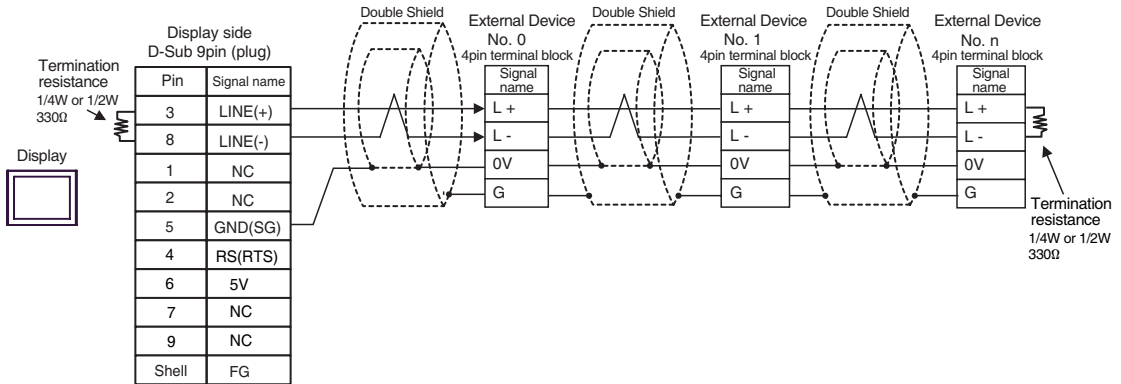 Display side
D-Sub 9pin (plug)
Termination
resistance
1/4W or 1/2W
330Ω
Display
Pin Signal name
3 LINE(+)
8 LINE(-)
1 NC
2 NC
5 GND(SG)
4 RS(RTS)
6 5V
7 NC
9 NC
Shell FG
Double Shield
External Device
No. 0
4pin terminal block
Signal
name
L +
L -
0V
G
Double Shield
External Device
No. 1
4pin terminal block
Signal
name
L +
L -
0V
G
Double Shield
External Device
No. n
4pin terminal block
Signal
name
L +
L -
0V
G
Termination
resistance
1/4W or 1/2W
330Ω